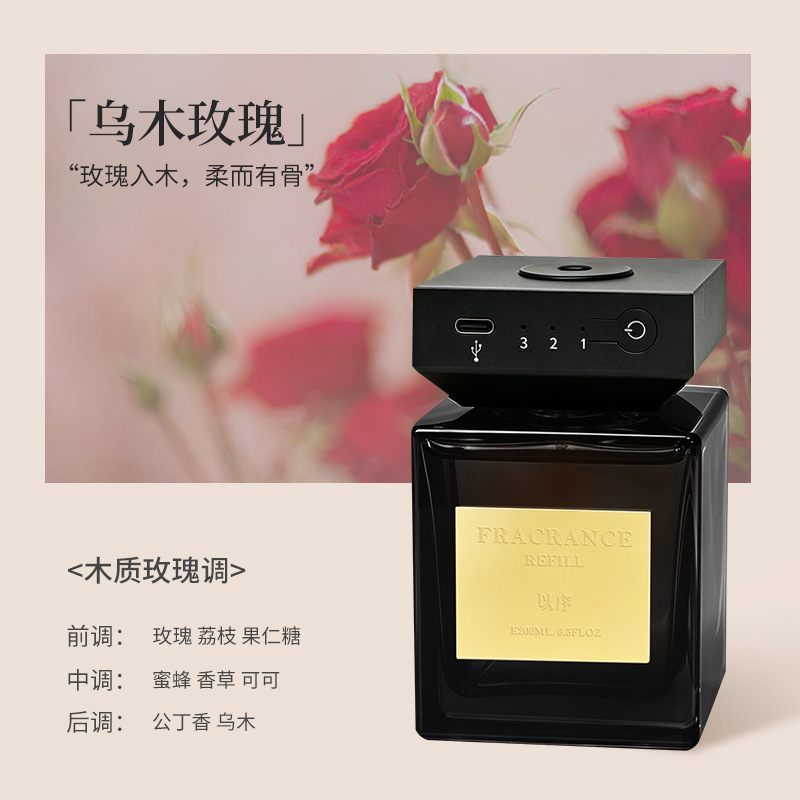 「乌木玫瑰」
“玫瑰入木，柔而有骨”
3 2 1
FRAGRANCE
REFILL
以序
E200ML/6.8FLOZ
<木质玫瑰调>
前调： 玫瑰 荔枝 果仁糖
中调： 蜜蜂 香草 可可
后调： 公丁香 乌木